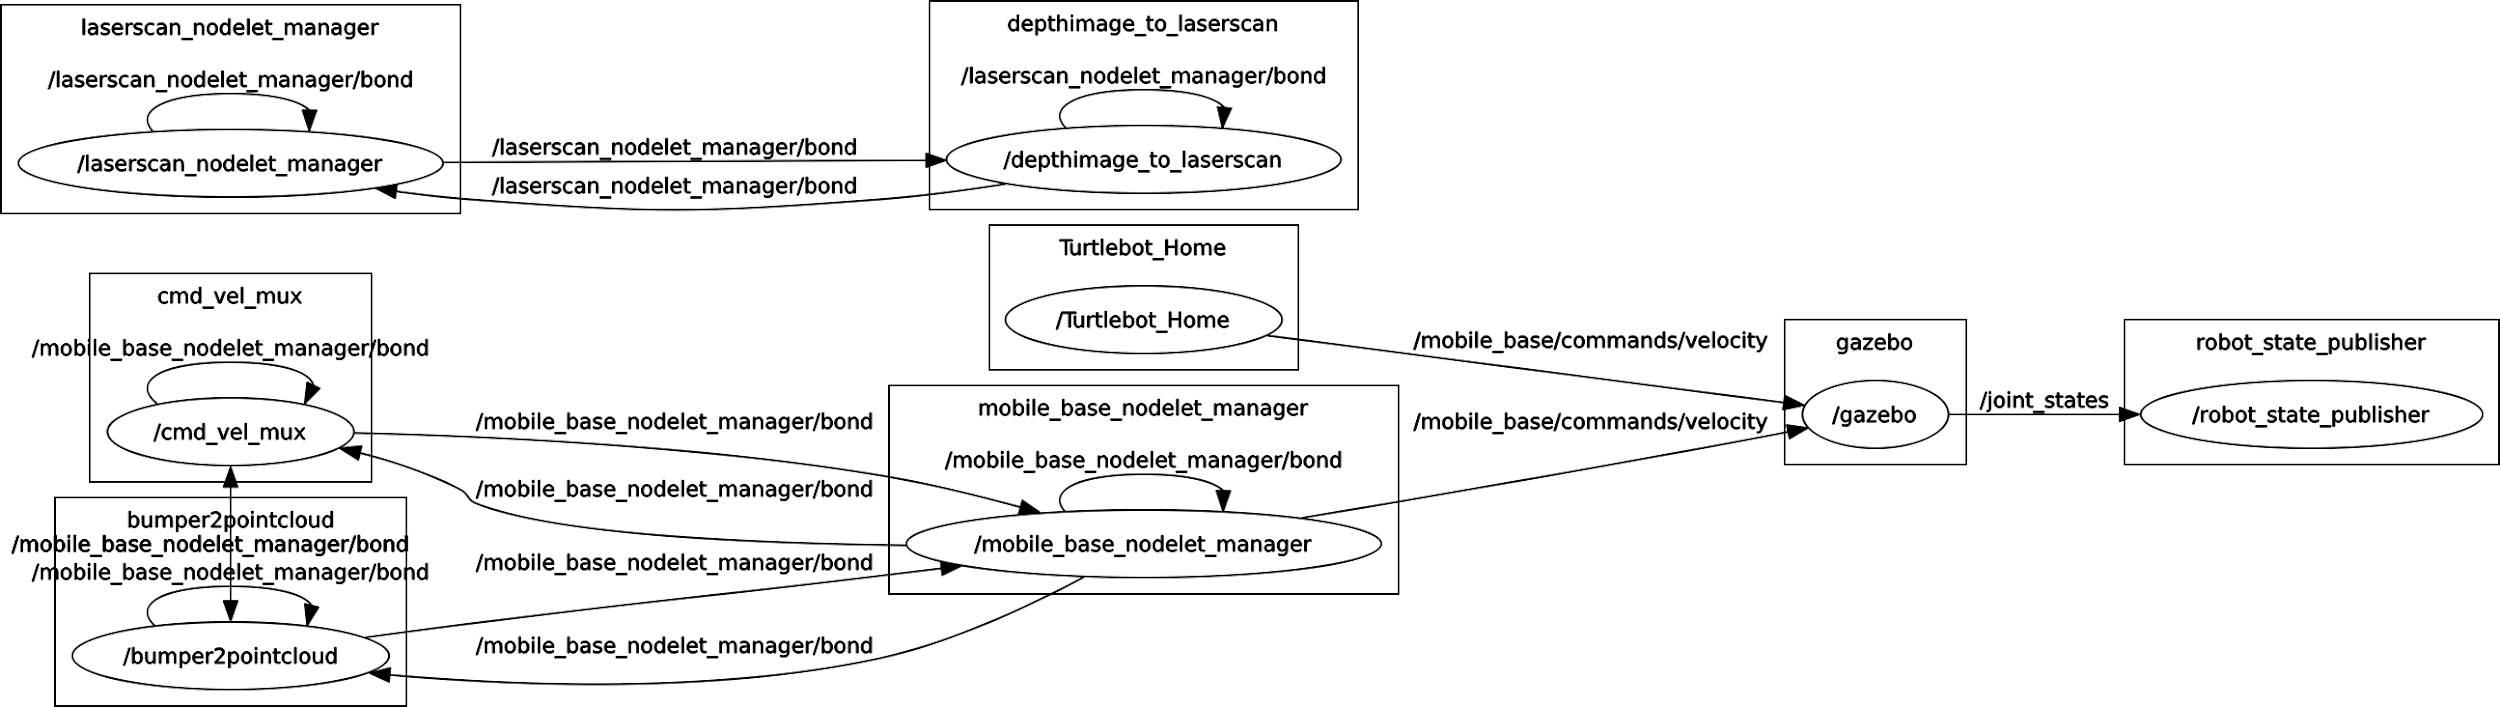 laserscan_nodelet_manager
/laserscan_nodelet_manager/bond
/laserscan_nodelet_manager
/laserscan_nodelet_manager/bond
/laserscan_nodelet_manager/bond
depthimage_to_laserscan
/laserscan_nodelet_manager/bond
/depthimage_to_laserscan
Turtlebot_Home
/Turtlebot_Home
cmd_vel_mux
/mobile_base_nodelet_manager/bond
/cmd_vel_mux
bumper2pointcloud
/mobile_base_nodelet_manager/bond
/mobile_base_nodelet_manager/bond
/bumper2pointcloud
/mobile_base_nodelet_manager/bond
/mobile_base_nodelet_manager/bond
/mobile_base_nodelet_manager/bond
/mobile_base_nodelet_manager/bond
mobile_base_nodelet_manager
/mobile_base_nodelet_manager/bond
/mobile_base_nodelet_manager
/mobile_base/commands/velocity
/mobile_base/commands/velocity
gazebo
/gazebo
/joint_states
robot_state_publisher
/robot_state_publisher